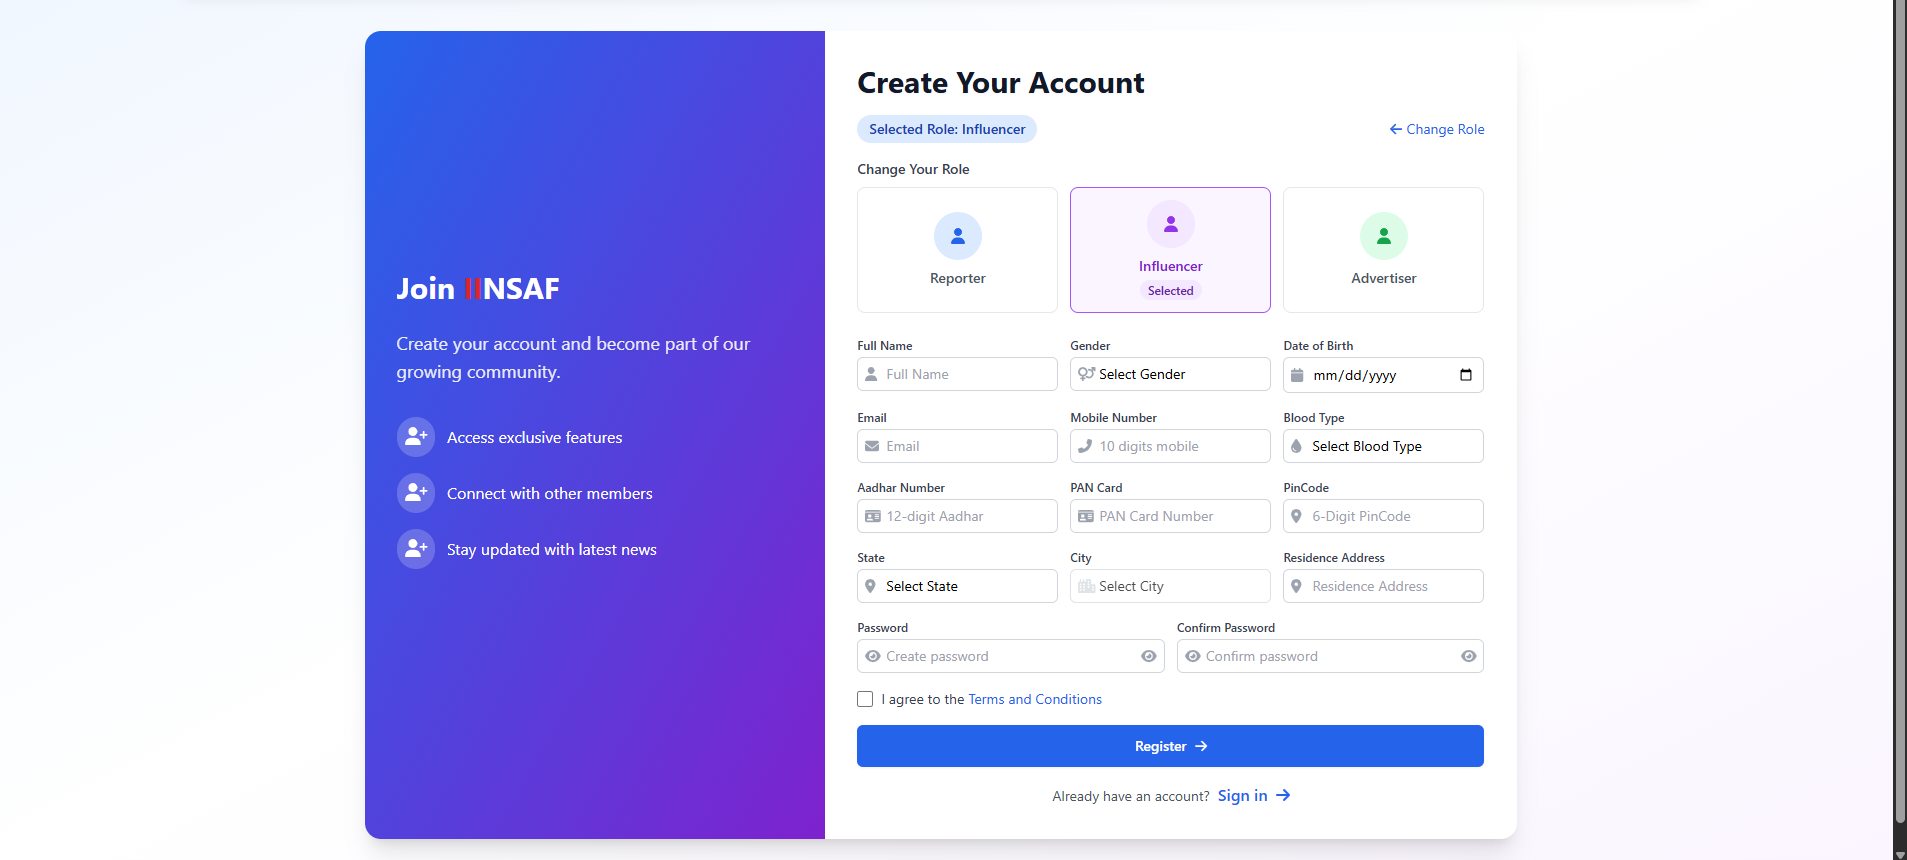 Join IINSAF
Create your account and become part of our
growing community.
Access exclusive features
Connect with other members
Stay updated with latest news
Create Your Account
Selected Role: Influencer
Change Role
Change Your Role
Reporter
Influencer
Selected
Advertiser
Full Name
Gender
Date of Birth
Full Name
Select Gender
mm/dd/yyyy
Email
Mobile Number
Blood Type
Email
10 digits mobile
Select Blood Type
Aadhar Number
PAN Card
PinCode
12-digit Aadhar
PAN Card Number
6-Digit PinCode
State
City
Residence Address
Select State
Select City
Residence Address
Password
Confirm Password
Create password
Confirm password
I agree to the Terms and Conditions
Register
Already have an account? Sign in